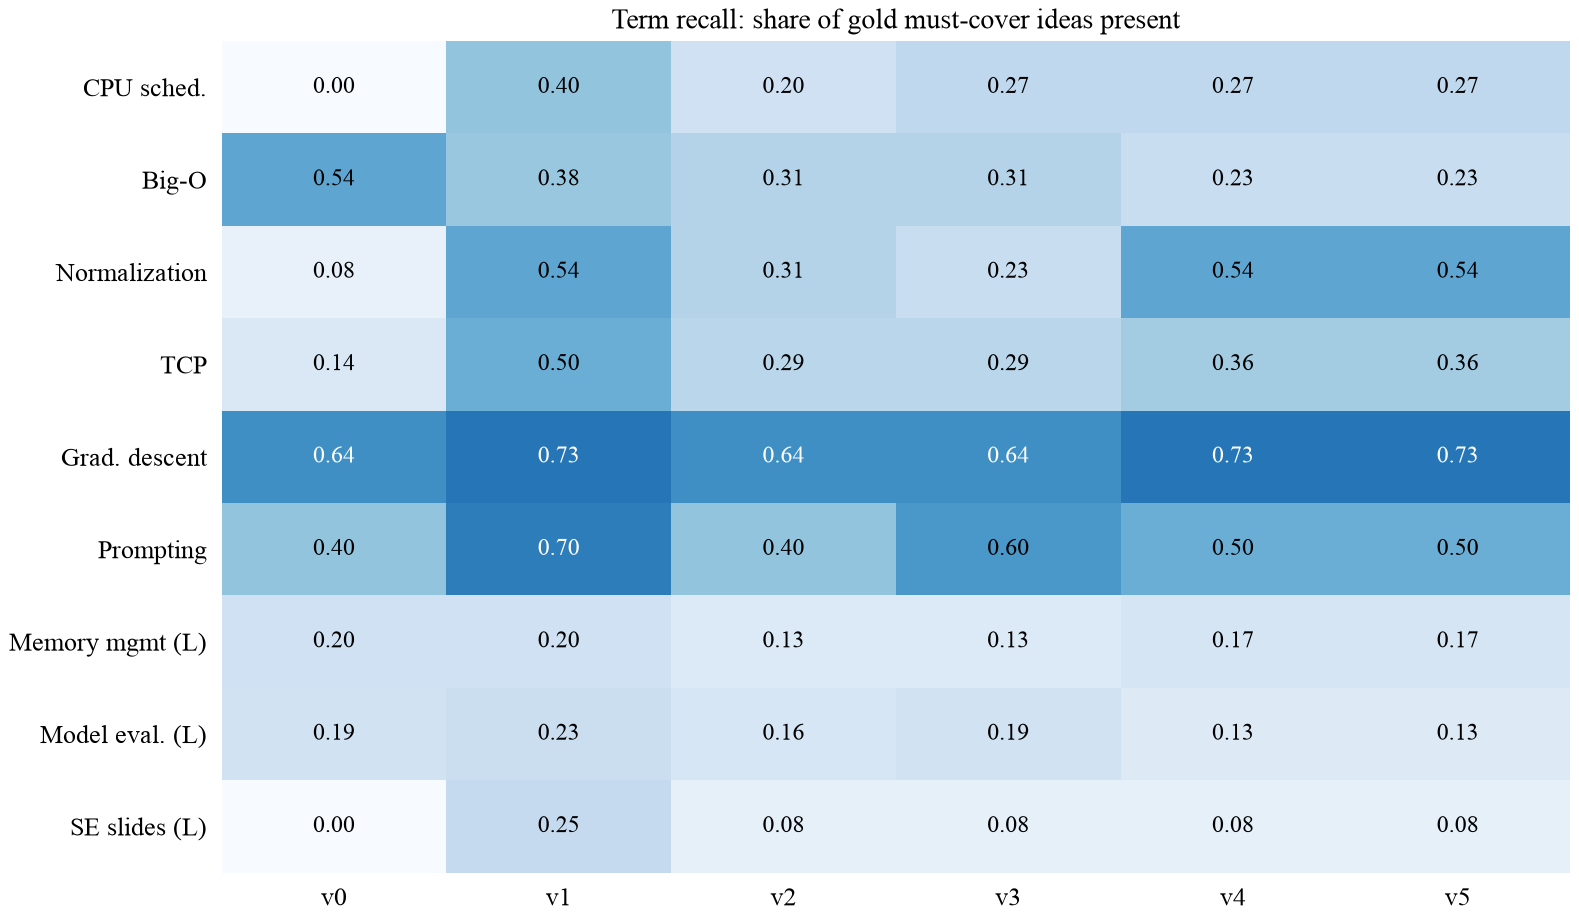 Term recall: share of gold must-cover ideas present
CPU sched. 0.00 0.40 0.20 0.27 0.27 0.27
Big-O 0.54 0.38 0.31 0.31 0.23 0.23
Normalization 0.08 0.54 0.31 0.23 0.54 0.54
TCP 0.14 0.50 0.29 0.29 0.36 0.36
Grad. descent 0.64 0.73 0.64 0.64 0.73 0.73
Prompting 0.40 0.70 0.40 0.60 0.50 0.50
Memory mgmt (L) 0.20 0.20 0.13 0.13 0.17 0.17
Model eval. (L) 0.19 0.23 0.16 0.19 0.13 0.13
SE slides (L) 0.00 0.25 0.08 0.08 0.08 0.08
v0 v1 v2 v3 v4 v5